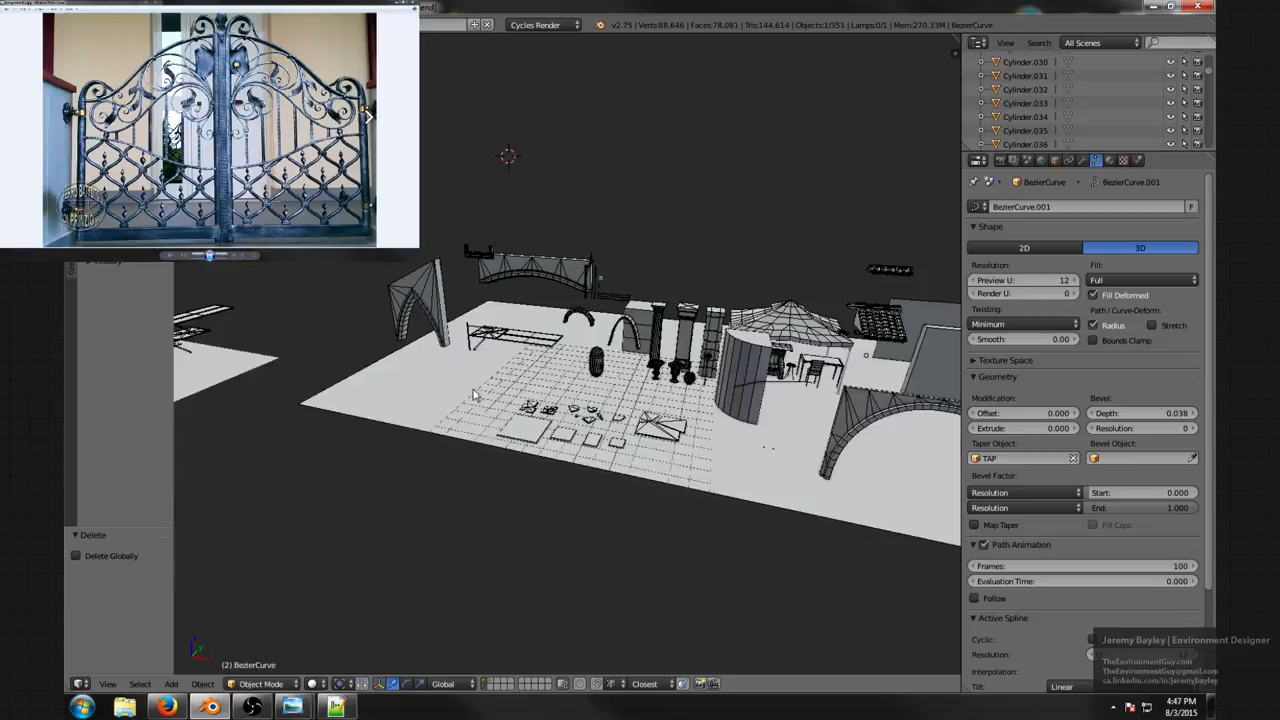 end]
Cycles Render
v2.75 | Verts:88,646 | Faces:78,081 | Tris:144,614 | Objects:1/351 | Lamps:0/1 | Mem:270.33M | BezierCurve
View Search All Scenes
Cylinder.030
Cylinder.031
Cylinder.032
Cylinder.033
Cylinder.034
Cylinder.035
Cylinder.036
BezierCurve BezierCurve.001
BezierCurve.001 F
Shape
2D 3D
Resolution: Fill:
Preview U: 12 Full
Render U: 0 Fill Deformed
Twisting: Path / Curve-Deform:
Minimum Radius Stretch
Smooth: 0.00 Bounds Clamp
Texture Space
Geometry
Modification: Bevel:
Offset: 0.000 Depth: 0.038
Extrude: 0.000 Resolution: 0
Taper Object: Bevel Object:
TAP
Bevel Factor:
Resolution Start: 0.000
Resolution End: 1.000
Map Taper Fill Caps
Path Animation
Frames: 100
Evaluation Time: 0.000
Follow
Active Spline
Cyclic:
Resolution:
Interpolation:
Tilt: Linear
Jeremy Bayley | Environment Designer
TheEnvironmentGuy.com
TheEnvironmentGuy@gmail.com
ca.linkedin.com/in/jeremybayley
Delete
Delete Globally
(2) BezierCurve
View Select Add Object Object Mode Global Closest
4:47 PM
8/3/2015